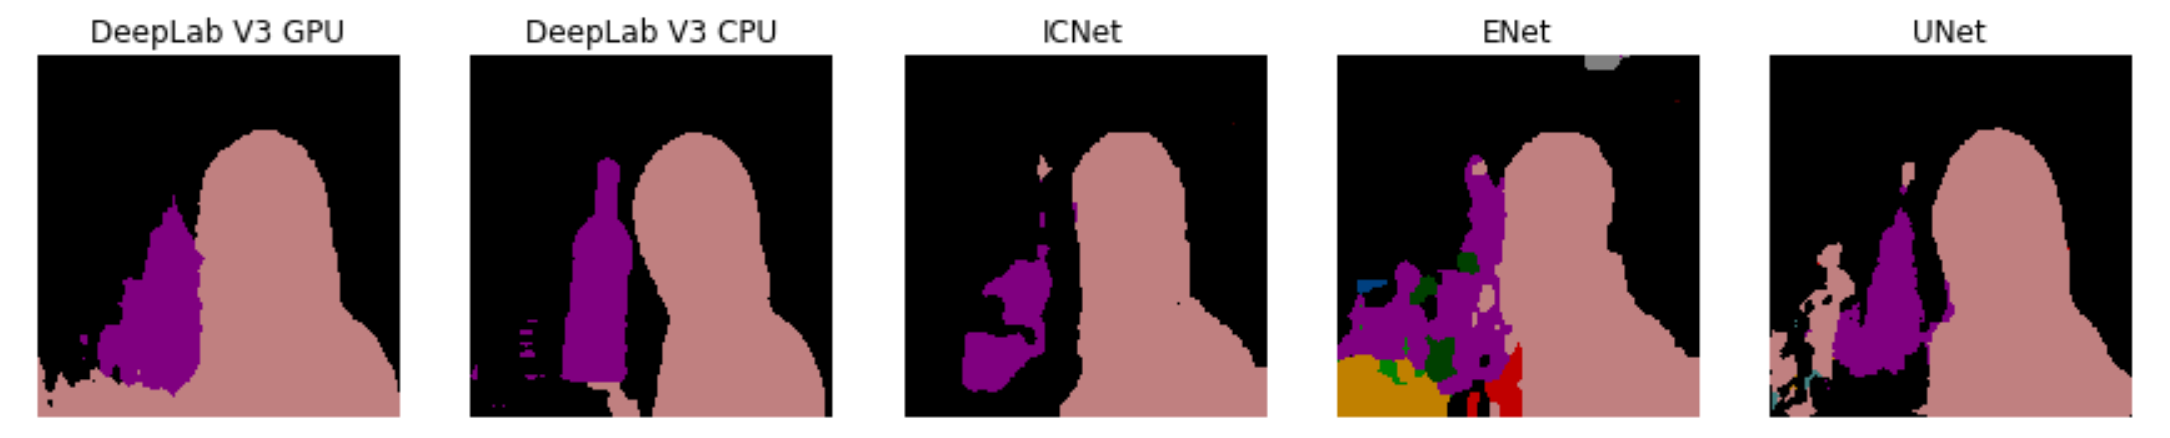 DeepLab V3 GPU
DeepLab V3 CPU
ICNet
ENet
UNet